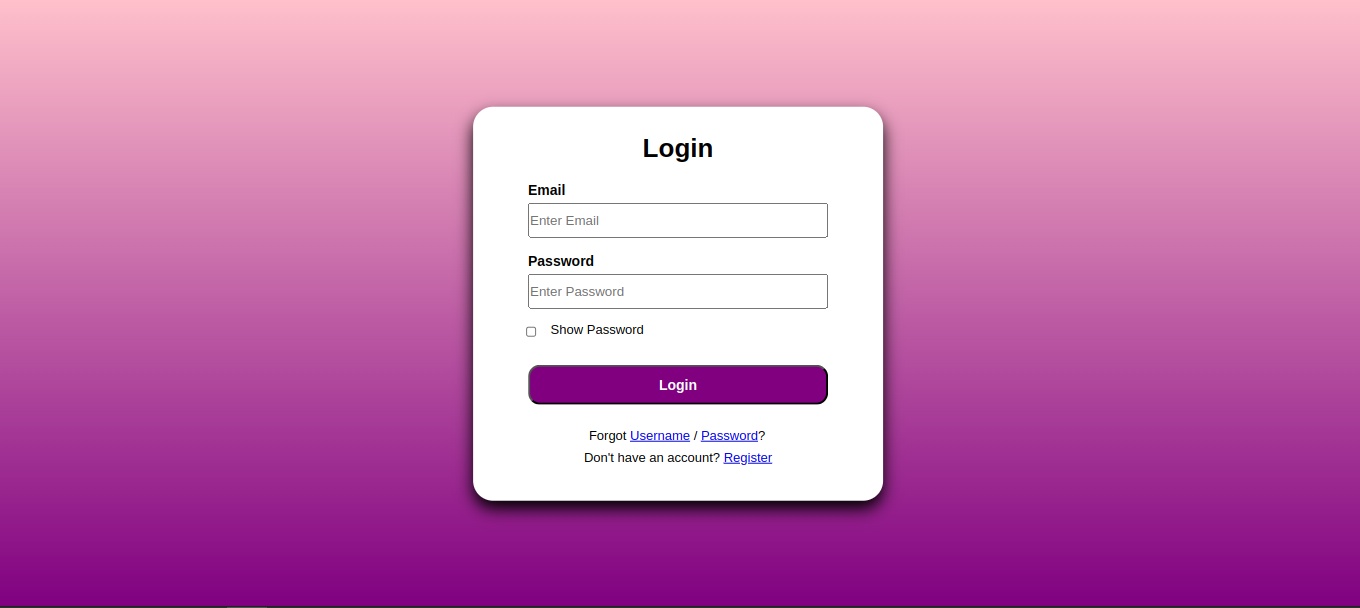 Login
Email
Enter Email
Password
Enter Password
Show Password
Login
Forgot Username / Password?
Don't have an account? Register